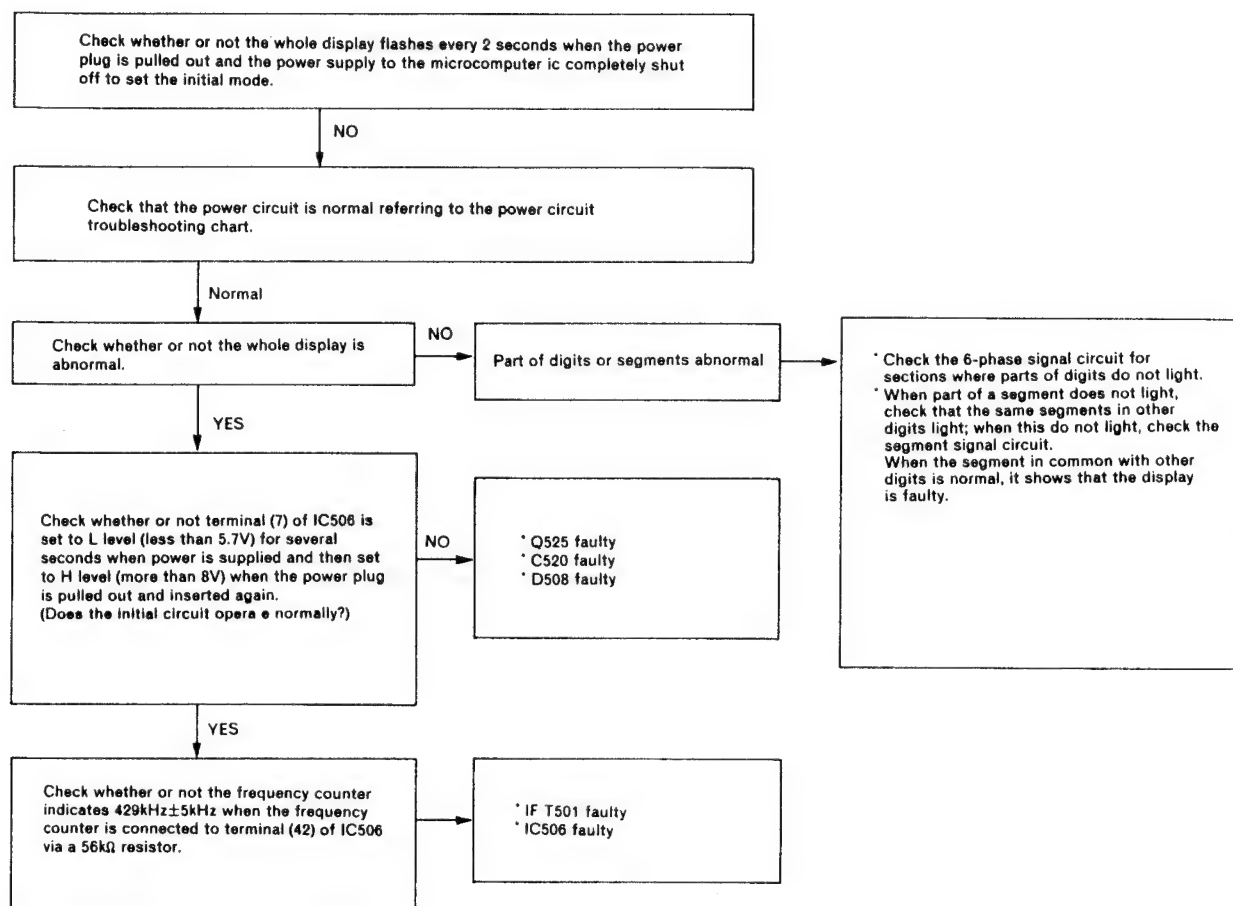 Check whether or not the whole display flashes every 2 seconds when the power
plug is pulled out and the power supply to the microcomputer ic completely shut
off to set the initial mode.
NO
Check that the power circuit is normal referring to the power circuit
troubleshooting chart.
Normal
Check whether or not the whole display is
abnormal.
NO
Part of digits or segments abnormal
* Check the 6-phase signal circuit for
sections where parts of digits do not light.
* When part of a segment does not light,
check that the same segments in other
digits light; when this do not light, check the
segment signal circuit.
When the segment in common with other
digits is normal, it shows that the display
is faulty.
YES
Check whether or not terminal (7) of IC506 is
set to L level (less than 5.7V) for several
seconds when power is supplied and then set
to H level (more than 8V) when the power plug
is pulled out and inserted again.
(Does the initial circuit opera e normally?)
NO
* Q525 faulty
* C520 faulty
* D508 faulty
YES
Check whether or not the frequency counter
indicates 429kHz±5kHz when the frequency
counter is connected to terminal (42) of IC506
via a 56kΩ resistor.
* IF T501 faulty
* IC506 faulty